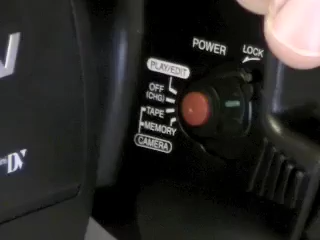 POWER
LOCK
PLAY/EDIT
OFF
(CHG)
TAPE
MEMORY
CAMERA
DV